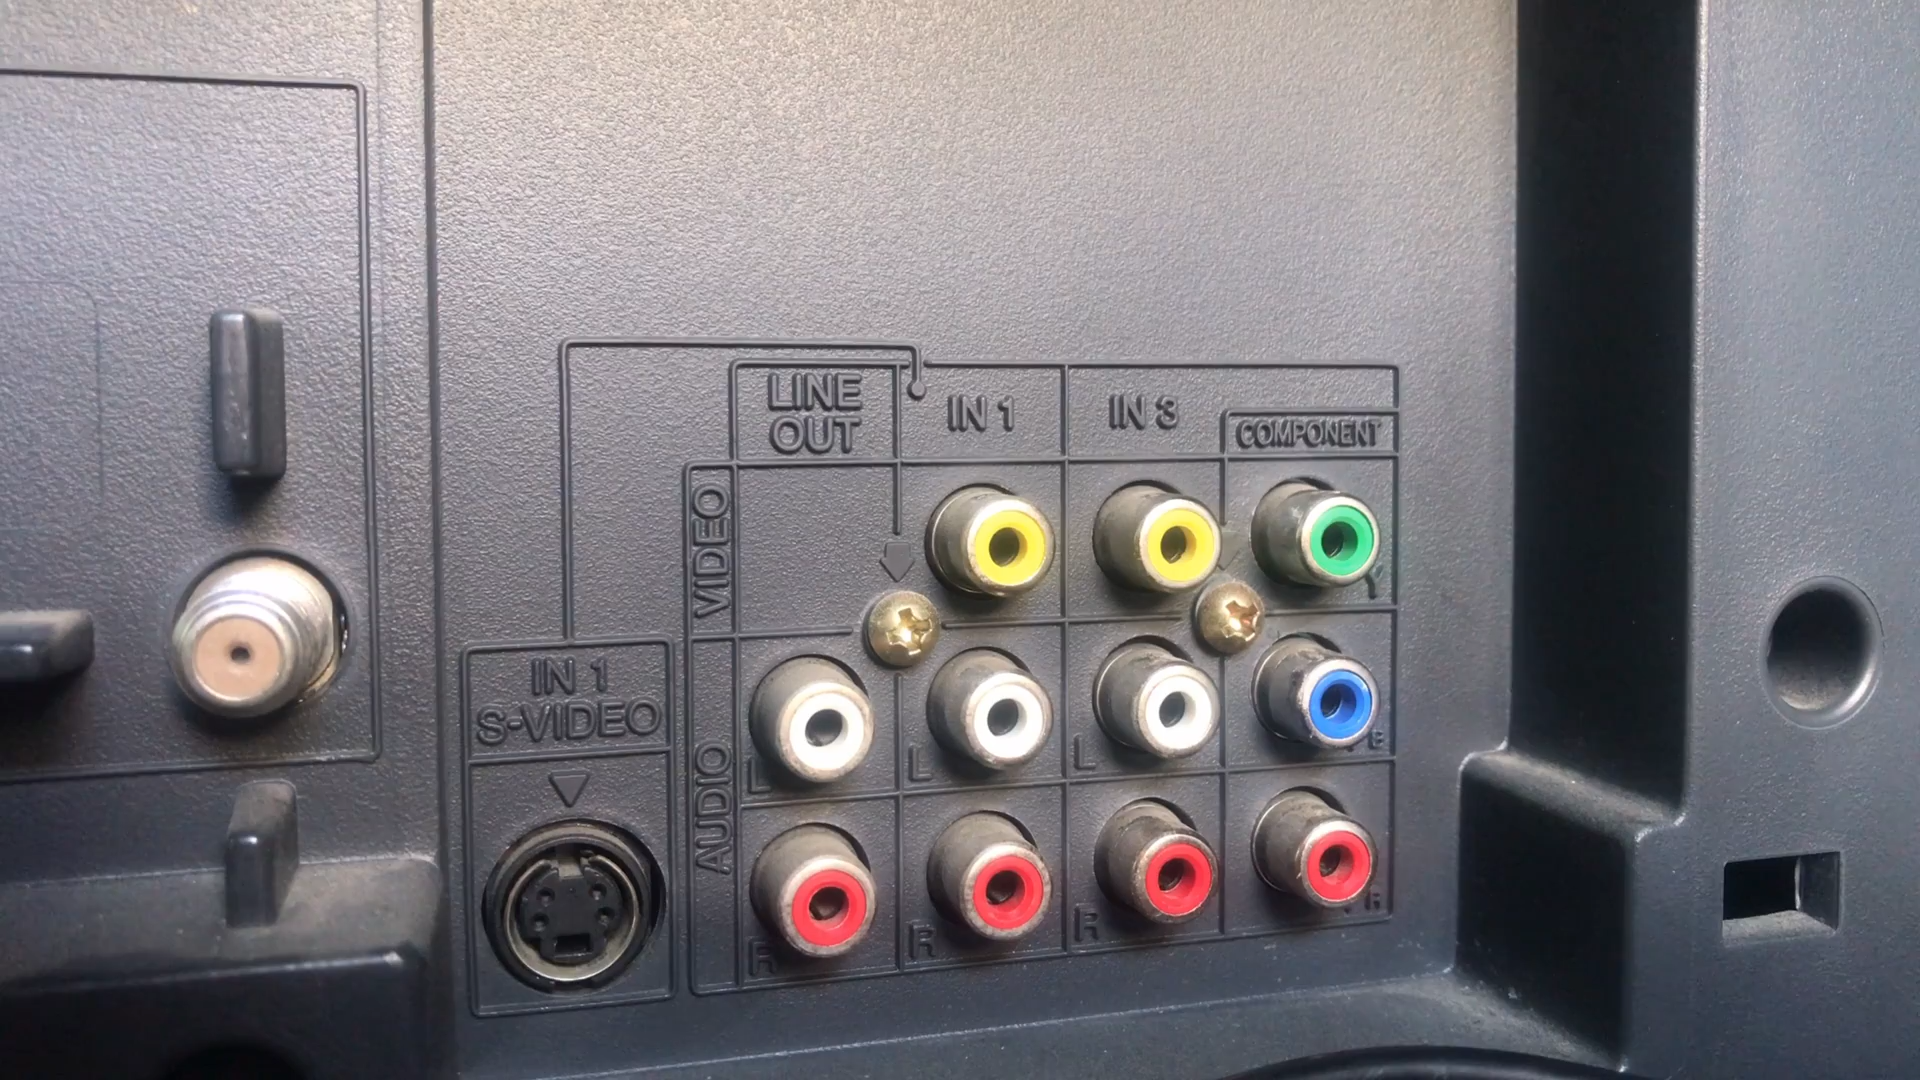 LINE
OUT
IN 1
IN 3
COMPONENT
VIDEO
Y
IN 1
S-VIDEO
AUDIO
L
L
L
B
R
R
R
R